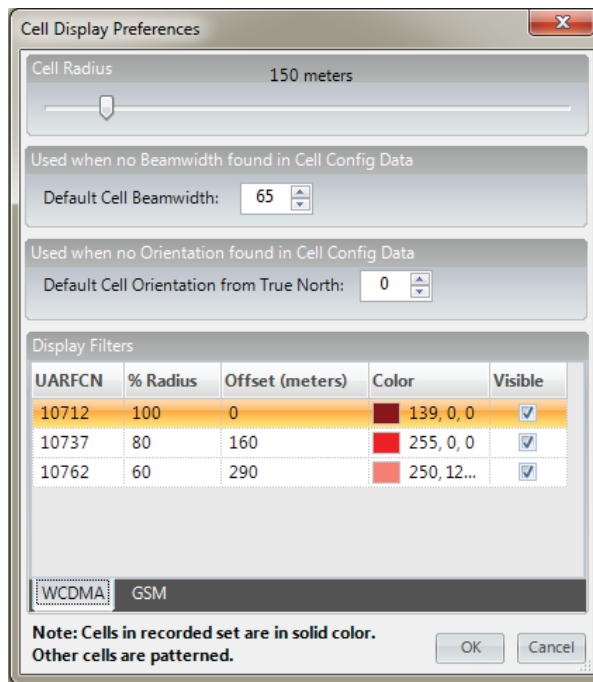 Cell Display Preferences
Cell Radius
150 meters
Used when no Beamwidth found in Cell Config Data
Default Cell Beamwidth: 65
Used when no Orientation found in Cell Config Data
Default Cell Orientation from True North: 0
Display Filters
UARFCN % Radius Offset (meters) Color Visible
10712 100 0 139, 0, 0
10737 80 160 255, 0, 0
10762 60 290 250, 12...
WCDMA GSM
Note: Cells in recorded set are in solid color.
Other cells are patterned.
OK Cancel